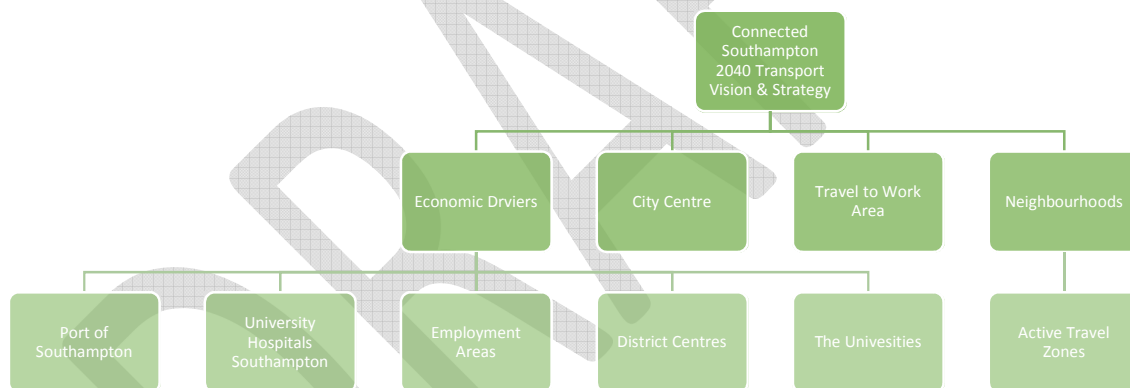 Connected
Southampton
2040 Transport
Vision & Strategy
Economic Drviers
City Centre
Travel to Work
Area
Neighbourhoods
Port of
Southampton
University
Hospitals
Southampton
Employment
Areas
District Centres
The Univesities
Active Travel
Zones